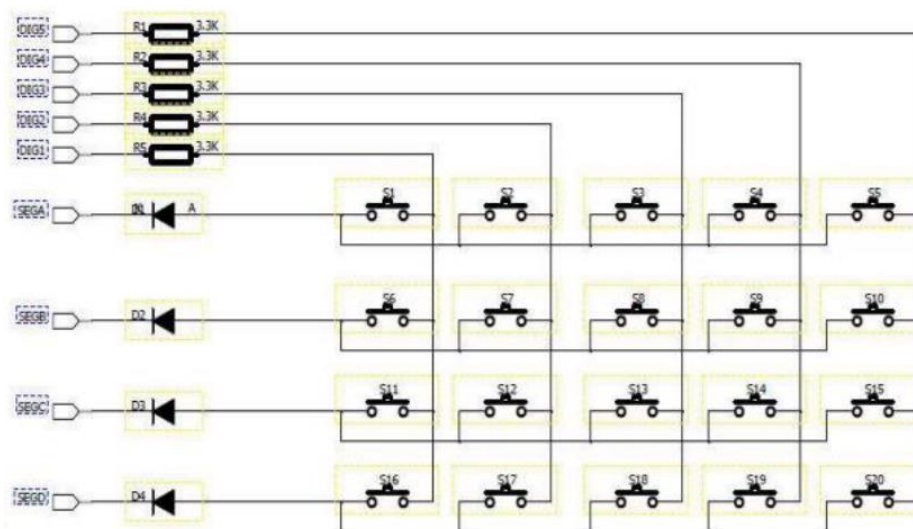 DIG5 R1 3.3K
DIG4 R2 3.3K
DIG3 R3 3.3K
DIG2 R4 3.3K
DIG1 R5 3.3K
S1 S2 S3 S4 S5
SEGA A
S6 S7 S8 S9 S10
SEGB D2
S11 S12 S13 S14 S15
SEGC D3
S16 S17 S18 S19 S20
SEGD D4